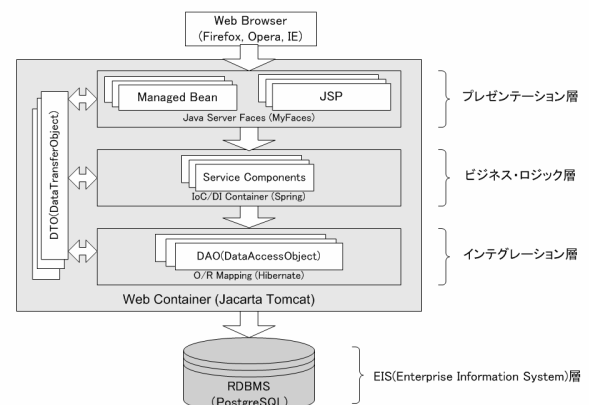 Web Browser
(Firefox, Opera, IE)
DTO(DataTransferObject)
Managed Bean
JSP
Java Server Faces (MyFaces)
プレゼンテーション層
Service Components
IoC/DI Container (Spring)
ビジネス・ロジック層
DAO(DataAccessObject)
O/R Mapping (Hibernate)
インテグレーション層
Web Container (Jacarta Tomcat)
RDBMS
(PostgreSQL)
EIS(Enterprise Information System)層